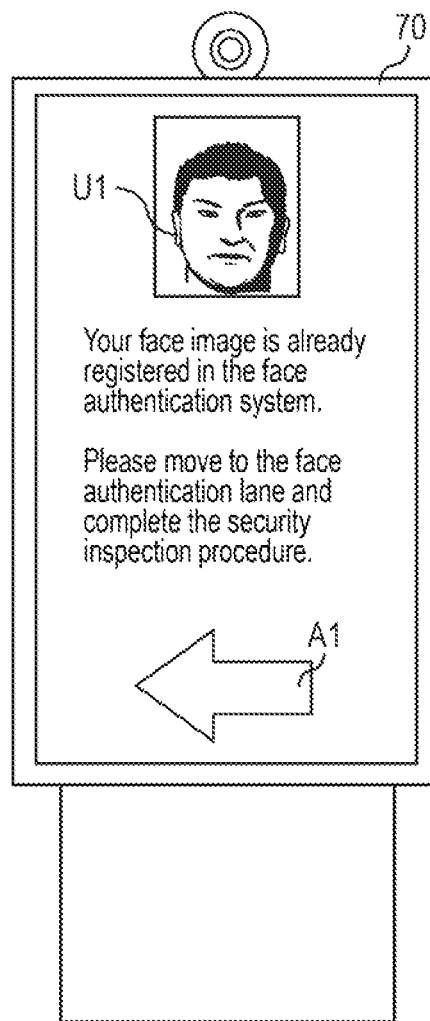 70
U1
Your face image is already
registered in the face
authentication system.
Please move to the face
authentication lane and
complete the security
inspection procedure.
A1